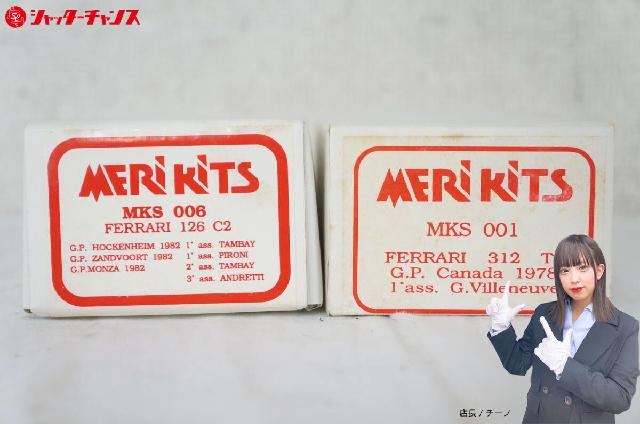 シャッターチャンス
MERI KITS
MKS 006
FERRARI 126 C2
G.P. HOCKENHEIM 1982 1° ass. TAMBAY
G.P. ZANDVOORT 1982 1° ass. PIRONI
G.P.MONZA 1982 2° ass. TAMBAY
3° ass. ANDRETTI
MERI KITS
MKS 001
FERRARI 312 T
G.P. Canada 1978
1°ass. G.Villeneuve
店長／チーノ